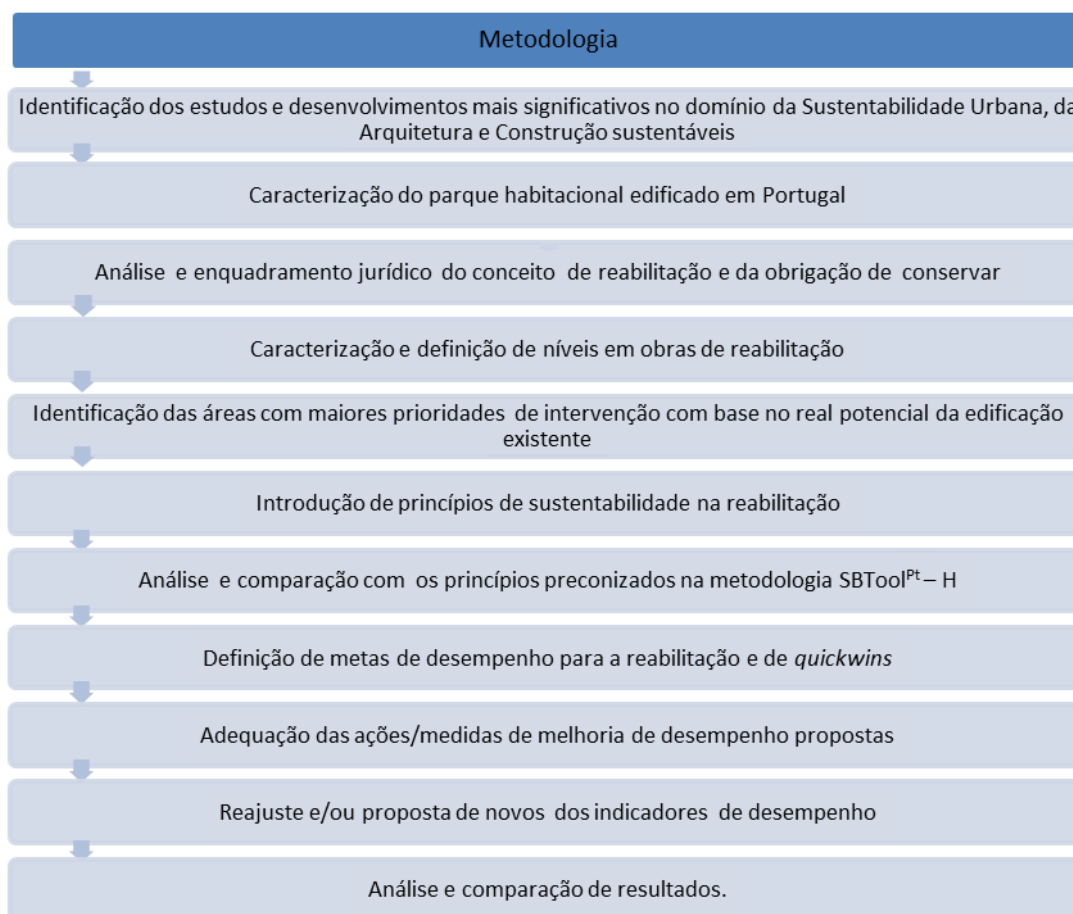 Metodologia
Identificação dos estudos e desenvolvimentos mais significativos no domínio da Sustentabilidade Urbana, da
Arquitetura e Construção sustentáveis
Caracterização do parque habitacional edificado em Portugal
Análise e enquadramento jurídico do conceito de reabilitação e da obrigação de conservar
Caracterização e definição de níveis em obras de reabilitação
Identificação das áreas com maiores prioridades de intervenção com base no real potencial da edificação
existente
Introdução de princípios de sustentabilidade na reabilitação
Análise e comparação com os princípios preconizados na metodologia SBToolPt – H
Definição de metas de desempenho para a reabilitação e de quickwins
Adequação das ações/medidas de melhoria de desempenho propostas
Reajuste e/ou proposta de novos dos indicadores de desempenho
Análise e comparação de resultados.